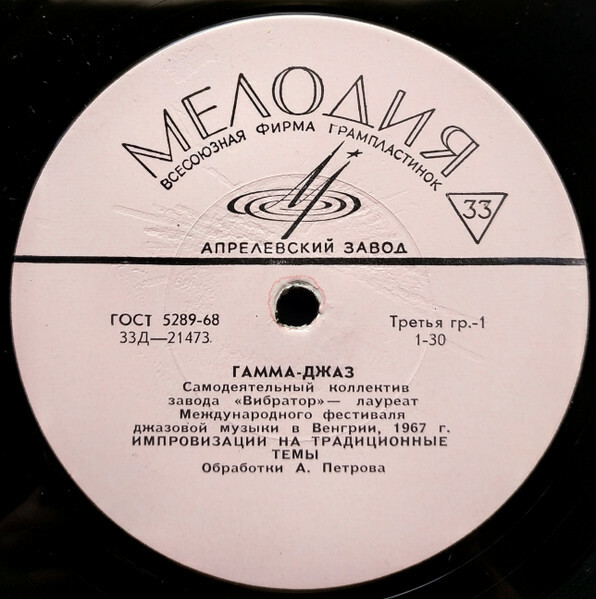 МЕЛОДИЯ
ВСЕСОЮЗНАЯ ФИРМА ГРАМПЛАСТИНОК
33
АПРЕЛЕВСКИЙ ЗАВОД
ГОСТ 5289-68
Третья гр.-1
33Д—21473
1-30
ГАММА-ДЖАЗ
Самодеятельный коллектив
завода «Вибратор»— лауреат
Международного фестиваля
джазовой музыки в Венгрии, 1967 г.
ИМПРОВИЗАЦИИ НА ТРАДИЦИОННЫЕ
ТЕМЫ
Обработки А. Петрова